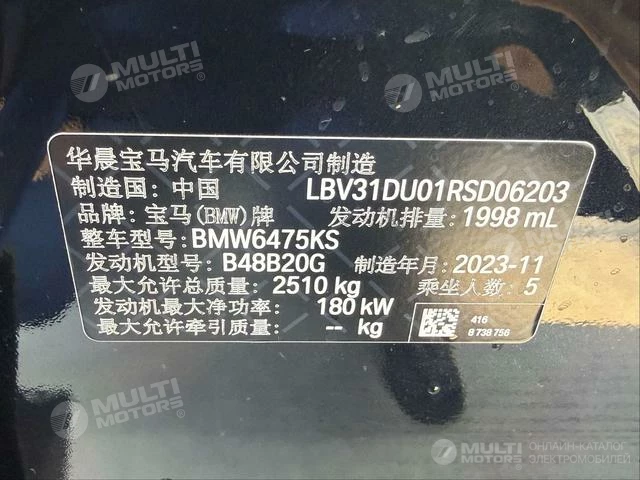 MULTI MOTORS®
MULTI MOTORS®
MULTI MOTORS
华晨宝马汽车有限公司制造
制造国: 中国 LBV31DU01RSD06203
品牌: 宝马(BMW)牌 发动机排量: 1998 mL
整车型号: BMW6475KS
发动机型号: B48B20G 制造年月: 2023-11
最大允许总质量: 2510 kg 乘坐人数: 5
发动机最大净功率: 180 kW
最大允许牵引质量: -- kg
416
8 738 756
MULTI MOTORS
MULTI MOTORS
ОНЛАЙН-КАТАЛОГ
ЭЛЕКТРОМОБИЛЕЙ